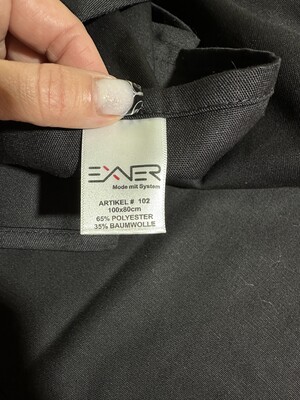 EXNER
Mode mit System
ARTIKEL # 102
100x80cm
65% POLYESTER
35% BAUMWOLLE